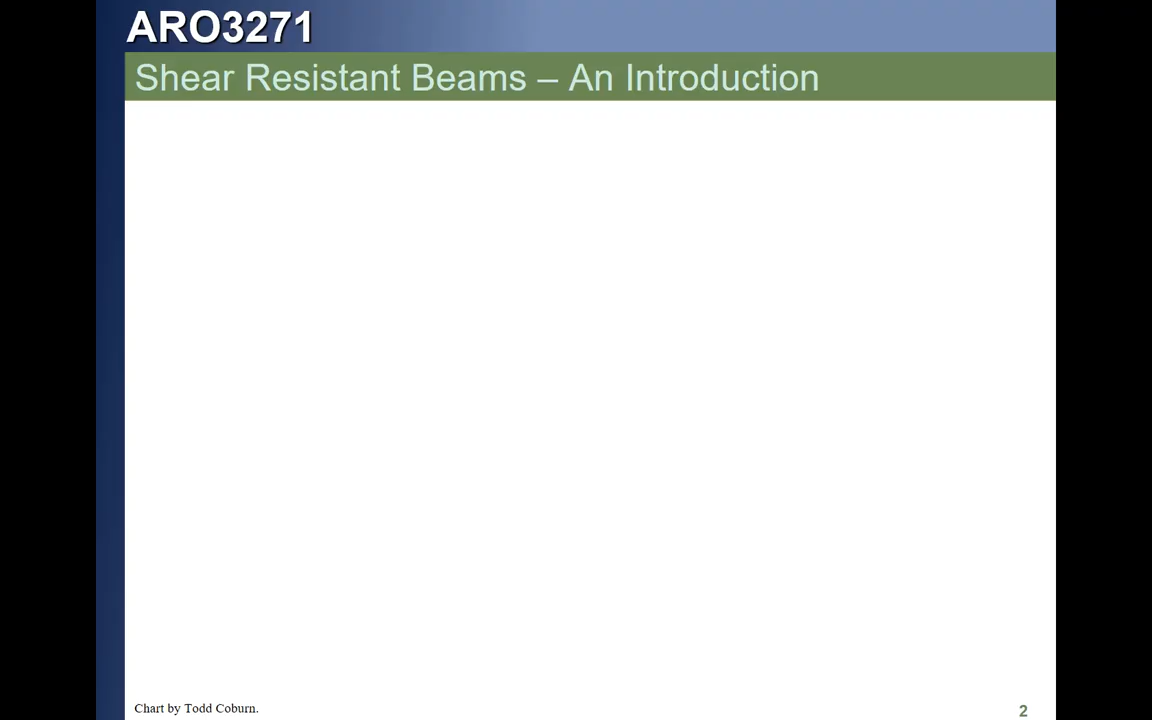 ARO3271
Shear Resistant Beams – An Introduction
Chart by Todd Coburn.
2